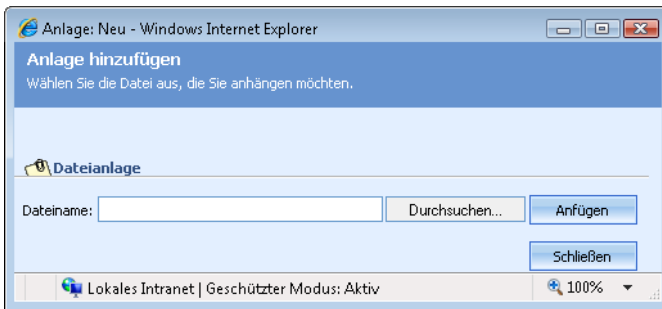 Anlage: Neu - Windows Internet Explorer
Anlage hinzufügen
Wählen Sie die Datei aus, die Sie anhängen möchten.
Dateianlage
Dateiname: Durchsuchen... Anfügen
Schließen
Lokales Intranet | Geschützter Modus: Aktiv 100%